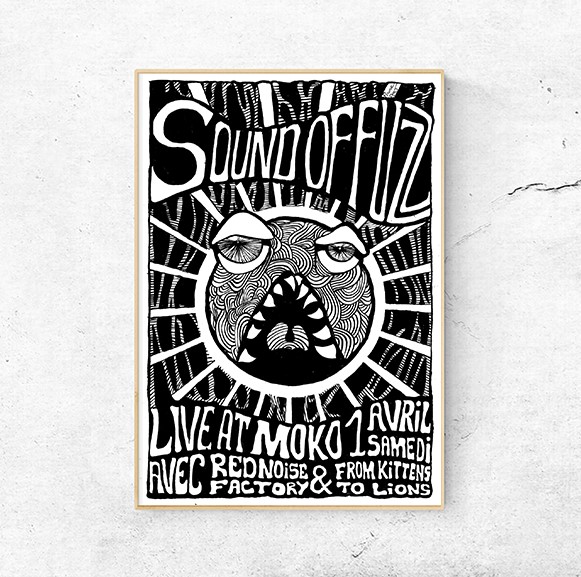 SOUND OF FUZZ
LIVE AT MOKO 1 AVRIL SAMEDI
AVEC RED NOISE FACTORY & FROM KITTENS TO LIONS